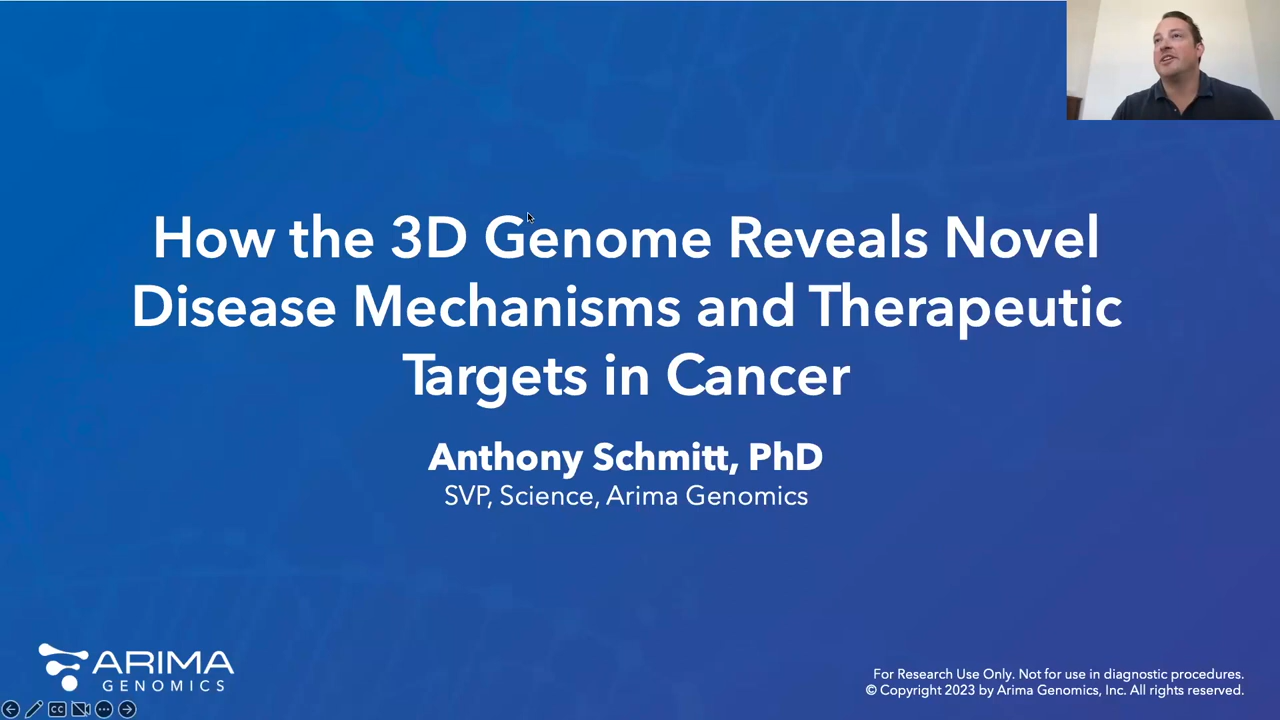 How the 3D Genome Reveals Novel
Disease Mechanisms and Therapeutic
Targets in Cancer
Anthony Schmitt, PhD
SVP, Science, Arima Genomics
ARIMA
GENOMICS
For Research Use Only. Not for use in diagnostic procedures.
© Copyright 2023 by Arima Genomics, Inc. All rights reserved.
CC